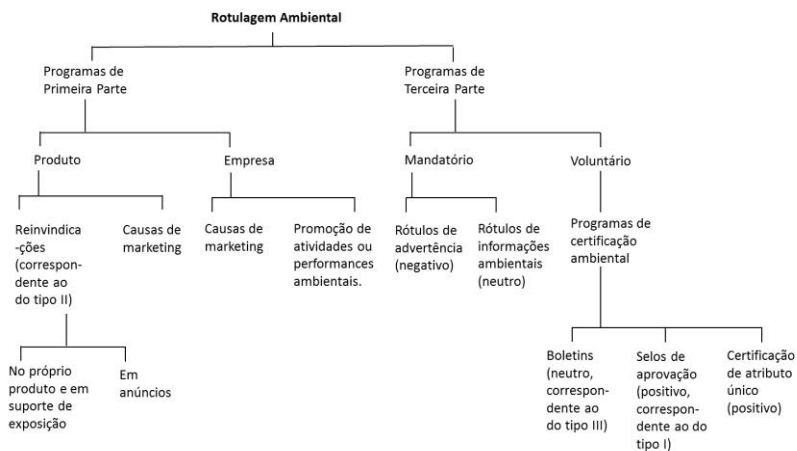 Rotulagem Ambiental
Programas de
Primeira Parte
Programas de
Terceira Parte
Produto
Empresa
Mandatório
Voluntário
Reinvindica
-ções
(correspon-
dente ao
do tipo II)
Causas de
marketing
Causas de
marketing
Promoção de
atividades ou
performances
ambientais.
Rótulos de
advertência
(negativo)
Rótulos de
informações
ambientais
(neutro)
Programas de
certificação
ambiental
No próprio
produto e em
suporte de
exposição
Em
anúncios
Boletins
(neutro,
correspon-
dente ao
do tipo III)
Selos de
aprovação
(positivo,
correspon-
dente ao do
tipo I)
Certificação
de atributo
único
(positivo)